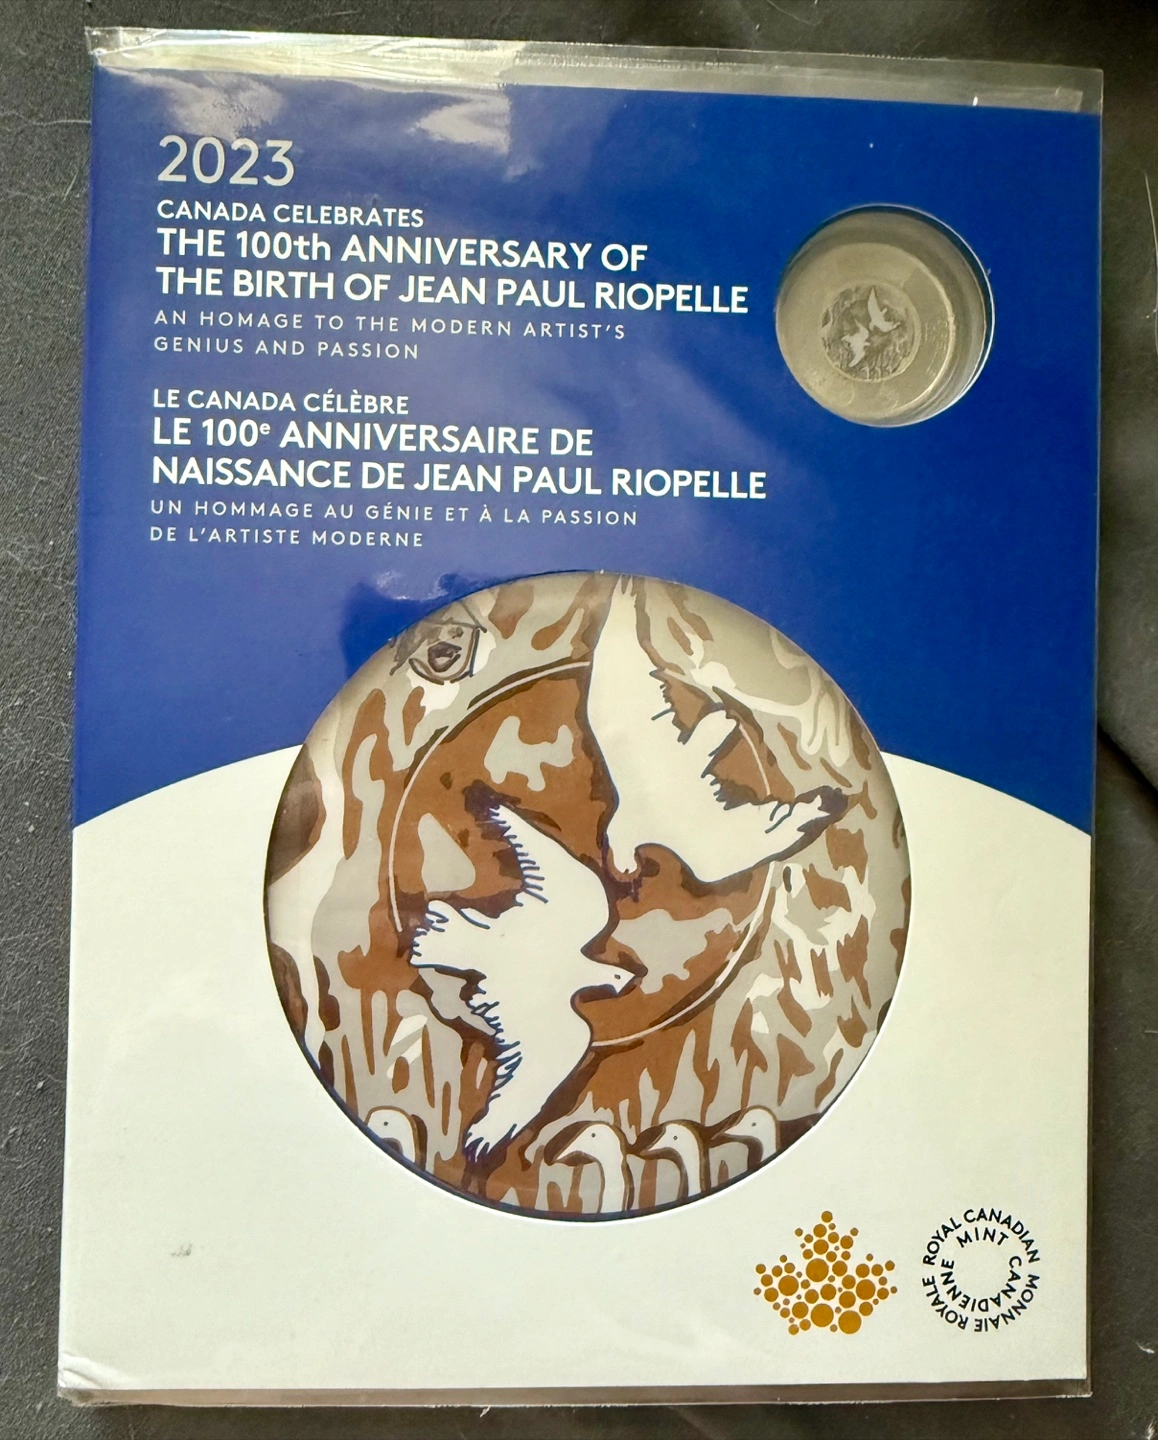 2023
CANADA CELEBRATES
THE 100th ANNIVERSARY OF
THE BIRTH OF JEAN PAUL RIOPELLE
AN HOMAGE TO THE MODERN ARTIST'S
GENIUS AND PASSION
LE CANADA CÉLÈBRE
LE 100e ANNIVERSAIRE DE
NAISSANCE DE JEAN PAUL RIOPELLE
UN HOMMAGE AU GÉNIE ET À LA PASSION
DE L'ARTISTE MODERNE
ROYAL CANADIAN MINT
MONNAIE ROYALE CANADIENNE